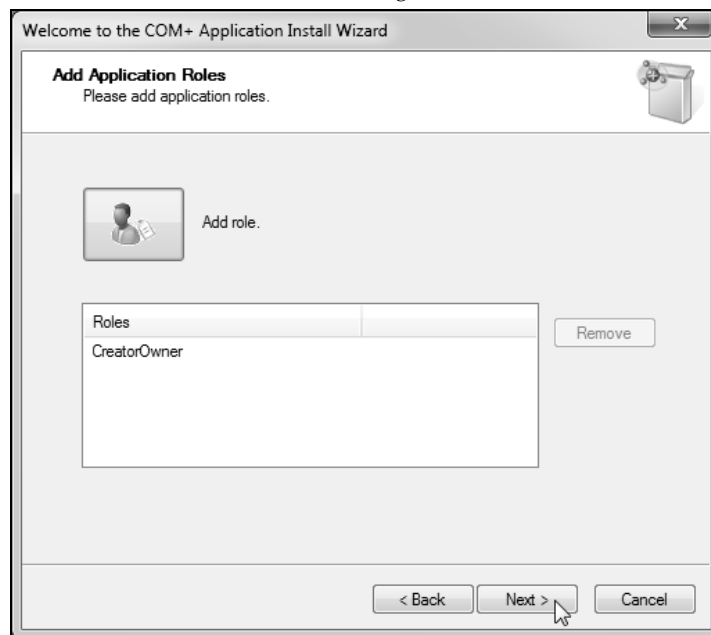 Welcome to the COM+ Application Install Wizard
Add Application Roles
Please add application roles.
Add role.
Roles
Remove
CreatorOwner
< Back
Next >
Cancel